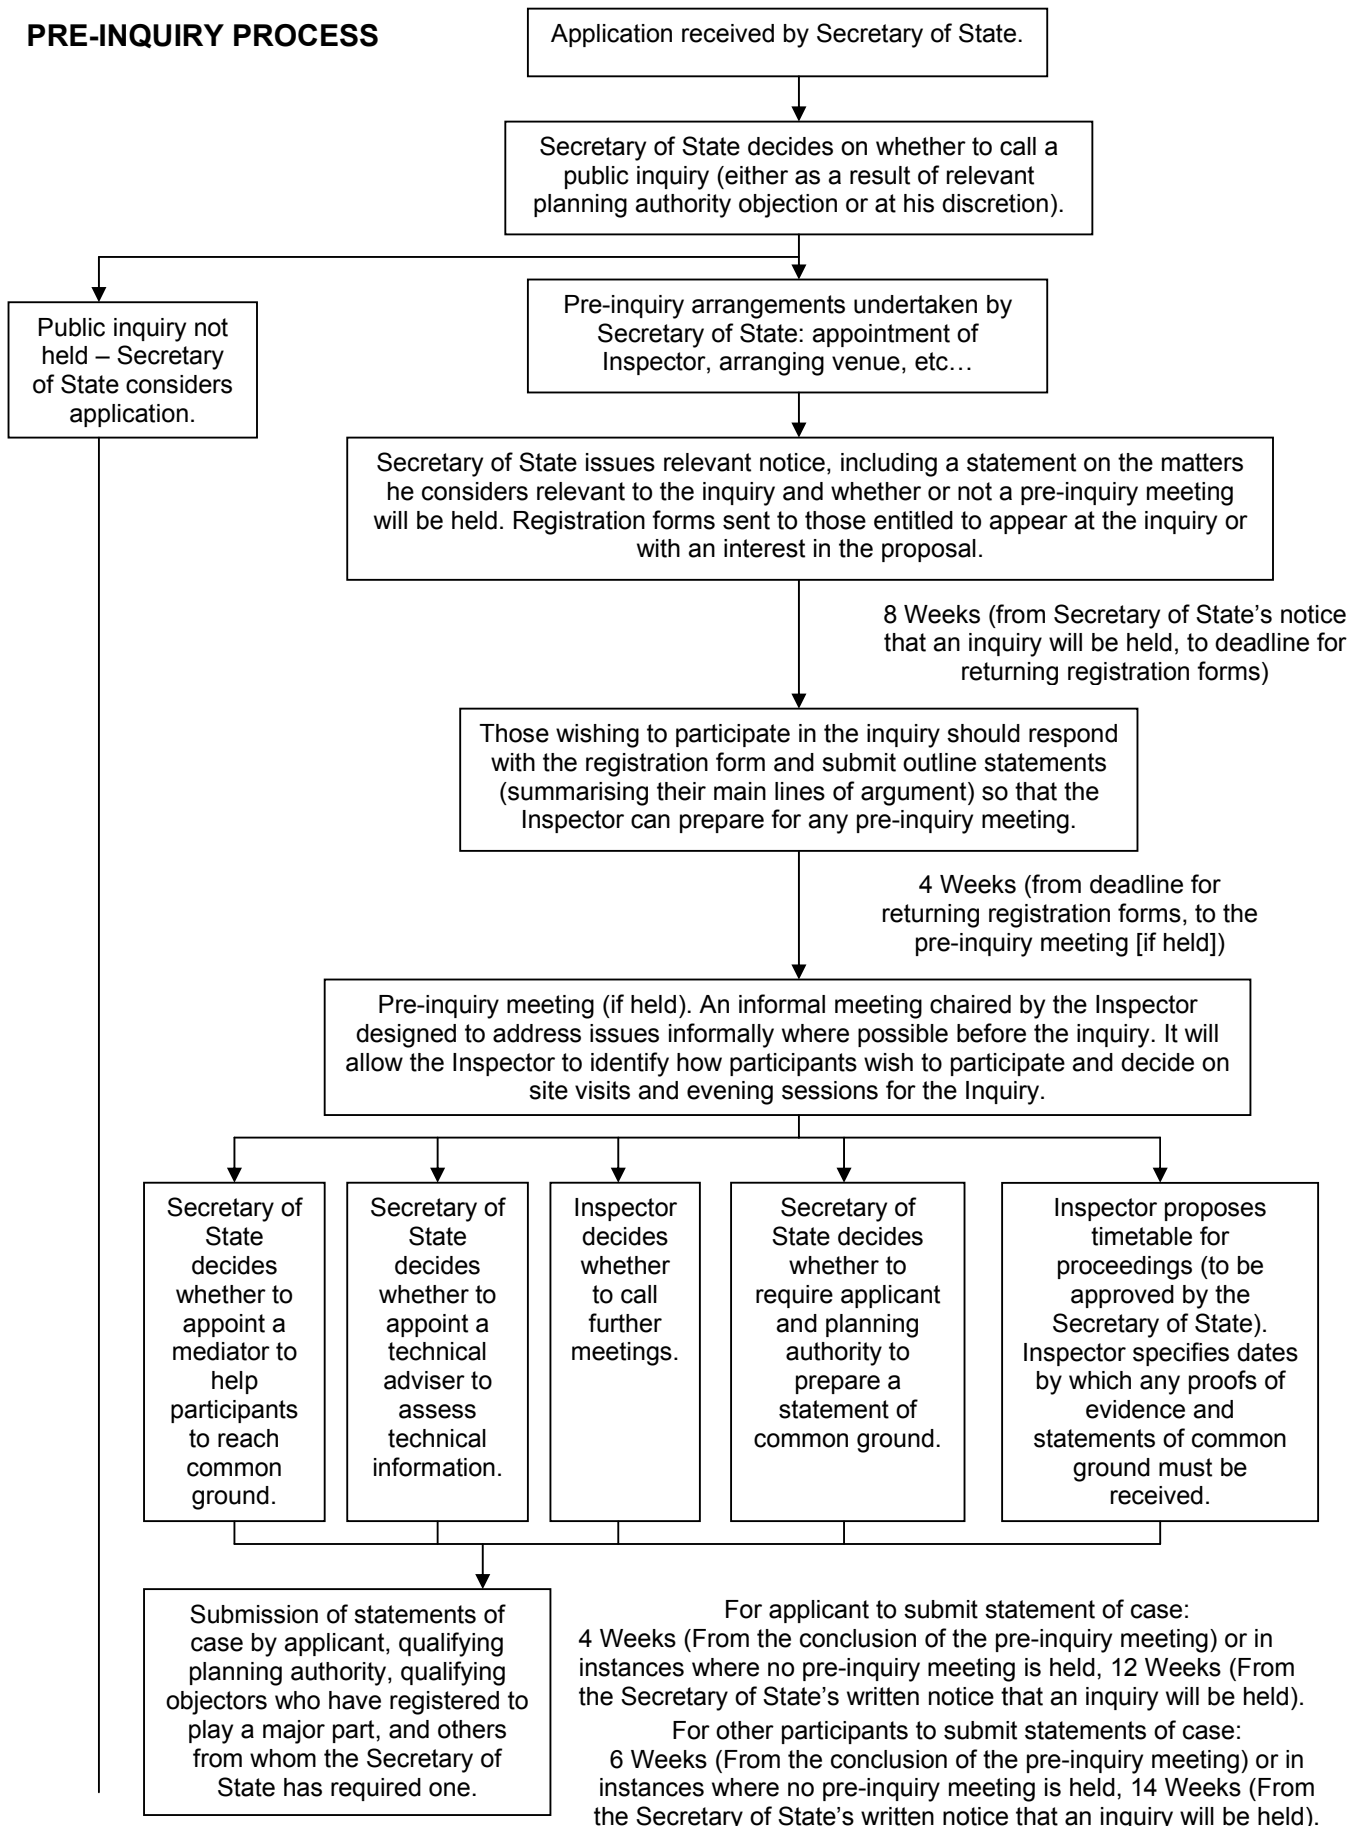 PRE-INQUIRY PROCESS
Application received by Secretary of State.
Secretary of State decides on whether to call a
public inquiry (either as a result of relevant
planning authority objection or at his discretion).
Public inquiry not
held – Secretary
of State considers
application.
Pre-inquiry arrangements undertaken by
Secretary of State: appointment of
Inspector, arranging venue, etc…
Secretary of State issues relevant notice, including a statement on the matters
he considers relevant to the inquiry and whether or not a pre-inquiry meeting
will be held. Registration forms sent to those entitled to appear at the inquiry or
with an interest in the proposal.
8 Weeks (from Secretary of State’s notice
that an inquiry will be held, to deadline for
returning registration forms)
Those wishing to participate in the inquiry should respond
with the registration form and submit outline statements
(summarising their main lines of argument) so that the
Inspector can prepare for any pre-inquiry meeting.
4 Weeks (from deadline for
returning registration forms, to the
pre-inquiry meeting [if held])
Pre-inquiry meeting (if held). An informal meeting chaired by the Inspector
designed to address issues informally where possible before the inquiry. It will
allow the Inspector to identify how participants wish to participate and decide on
site visits and evening sessions for the Inquiry.
Secretary of
State
decides
whether to
appoint a
mediator to
help
participants
to reach
common
ground.
Secretary of
State
decides
whether to
appoint a
technical
adviser to
assess
technical
information.
Inspector
decides
whether
to call
further
meetings.
Secretary of
State decides
whether to
require applicant
and planning
authority to
prepare a
statement of
common ground.
Inspector proposes
timetable for
proceedings (to be
approved by the
Secretary of State).
Inspector specifies dates
by which any proofs of
evidence and
statements of common
ground must be
received.
Submission of statements of
case by applicant, qualifying
planning authority, qualifying
objectors who have registered to
play a major part, and others
from whom the Secretary of
State has required one.
For applicant to submit statement of case:
4 Weeks (From the conclusion of the pre-inquiry meeting) or in
instances where no pre-inquiry meeting is held, 12 Weeks (From
the Secretary of State’s written notice that an inquiry will be held).
For other participants to submit statements of case:
6 Weeks (From the conclusion of the pre-inquiry meeting) or in
instances where no pre-inquiry meeting is held, 14 Weeks (From
the Secretary of State’s written notice that an inquiry will be held).